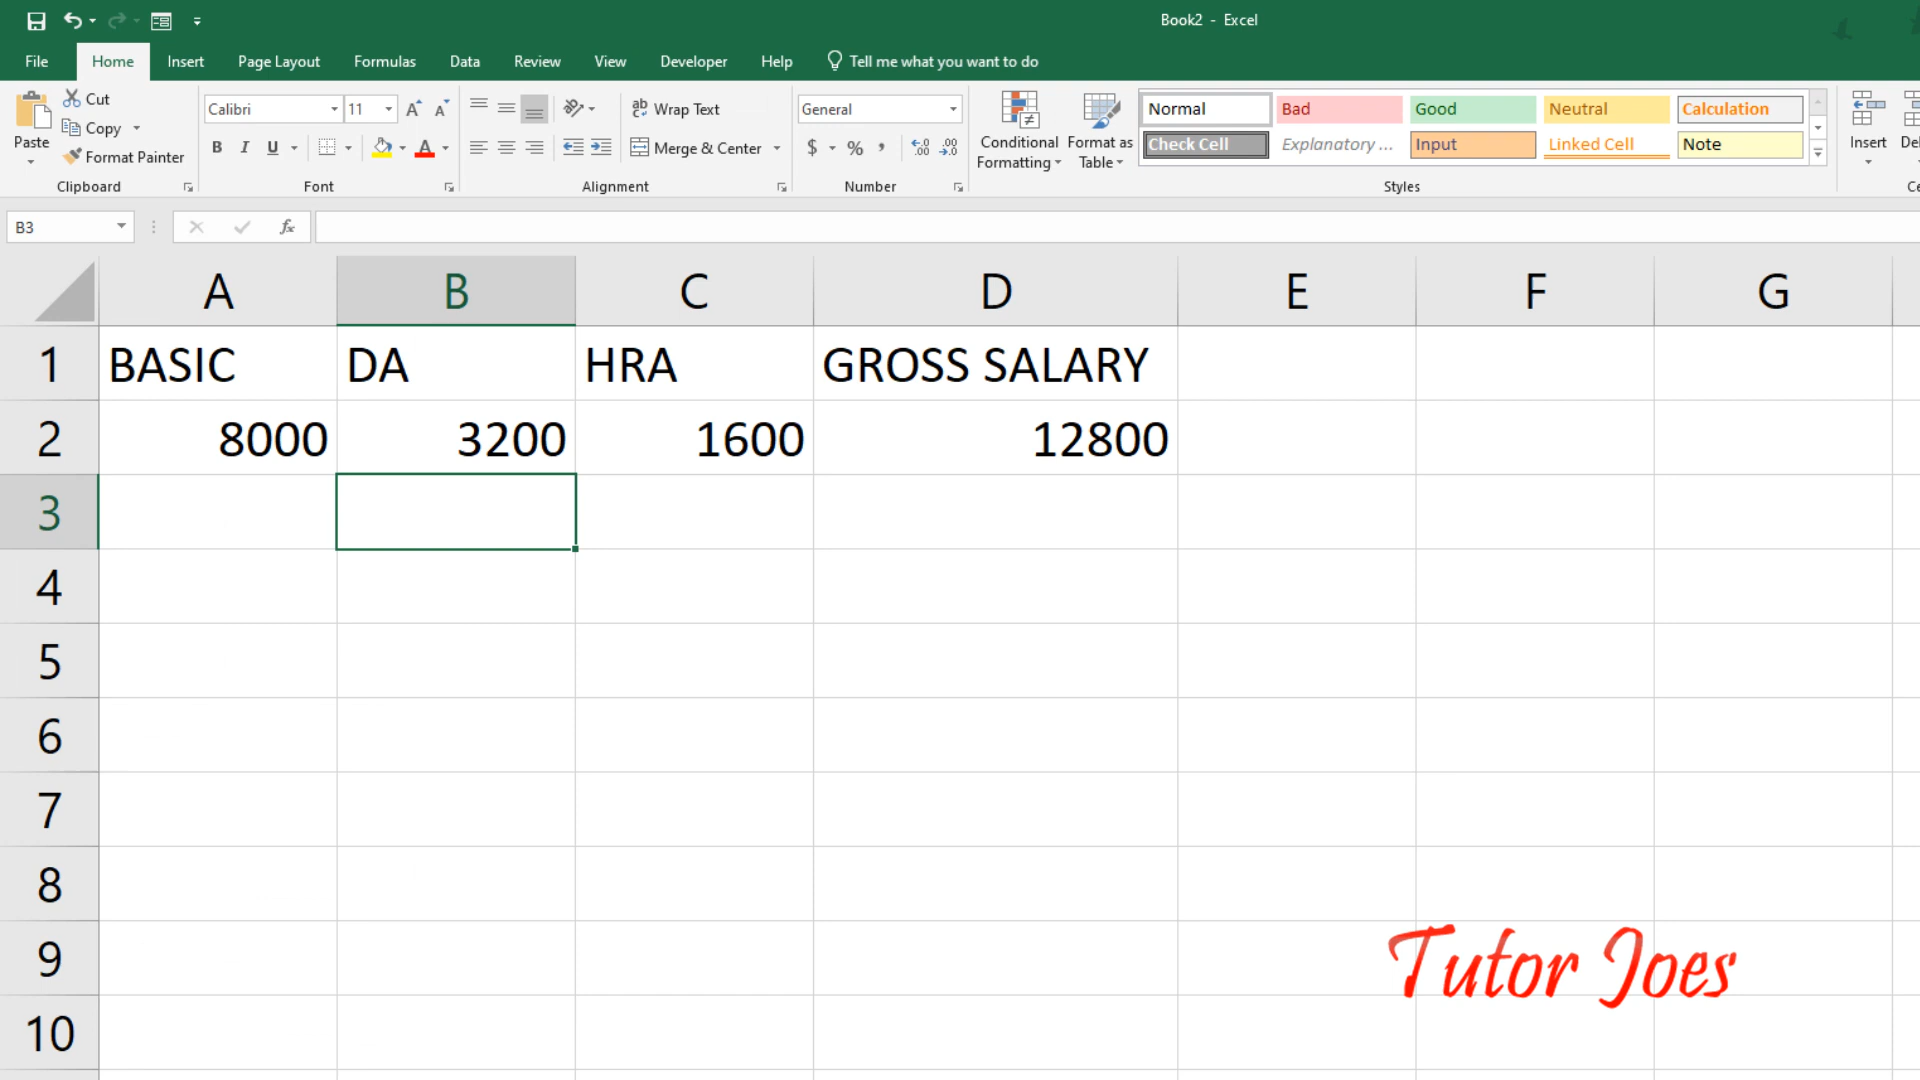 Book2 - Excel
File Home Insert Page Layout Formulas Data Review View Developer Help Tell me what you want to do
Paste
Cut
Copy
Format Painter
Clipboard
Calibri 11
B I U
Font
Wrap Text
Merge & Center
Alignment
General
$ % ,
Number
Conditional Formatting
Format as Table
Normal Bad Good Neutral Calculation
Check Cell Explanatory ... Input Linked Cell Note
Styles
Insert
B3 fx
A B C D E F G
1 BASIC DA HRA GROSS SALARY
2 8000 3200 1600 12800
3
4
5
6
7
8
9
10
Tutor Joes